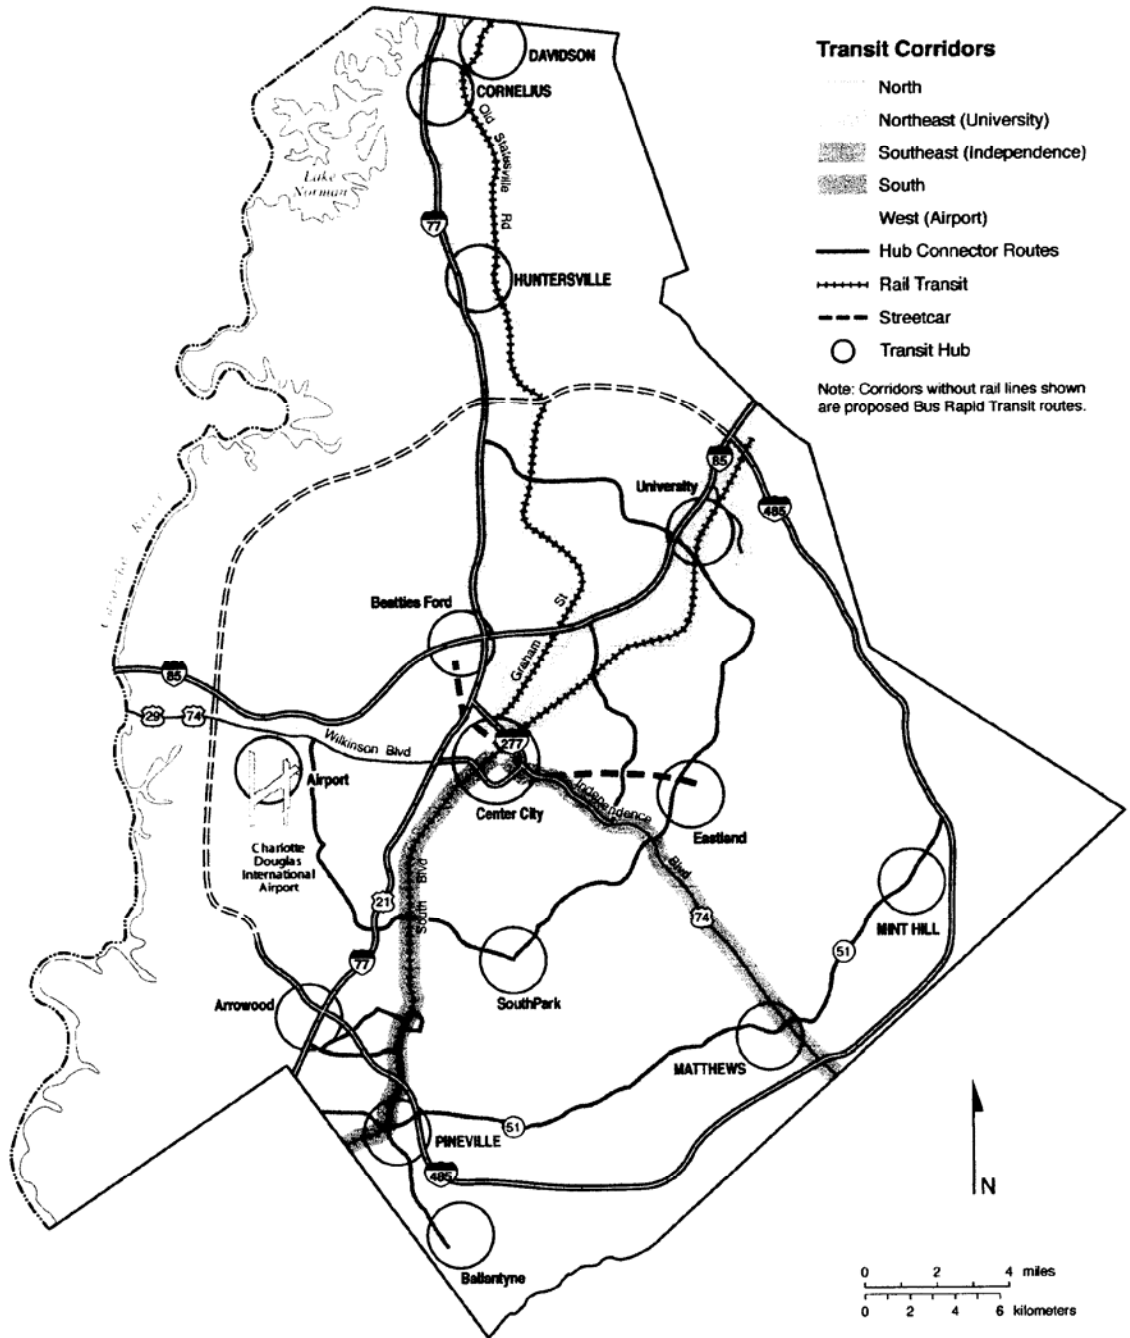 DAVIDSON
CORNELIUS
Old Statesville Rd
Lake
Norman
77
HUNTERSVILLE
Transit Corridors
North
Northeast (University)
Southeast (Independence)
South
West (Airport)
Hub Connector Routes
Rail Transit
Streetcar
Transit Hub
Note: Corridors without rail lines shown
are proposed Bus Rapid Transit routes.
85
University
485
River
Beatties Ford
Graham St
85
29
74
Wilkinson Blvd
277
Airport
Center City
Independence Blvd
Eastland
Charlotte
Douglas
International
Airport
South Blvd
21
74
MINT HILL
51
77
SouthPark
Arrowood
MATTHEWS
51
PINEVILLE
485
Ballantyne
N
0 2 4 miles
0 2 4 6 kilometers